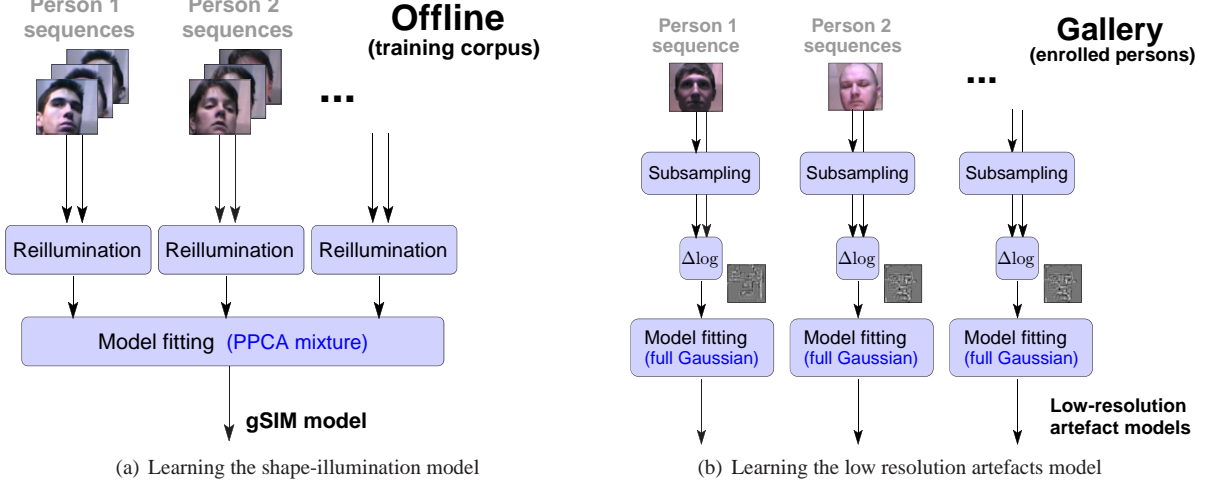 Person 1
sequences
Person 2
sequences
Offline
(training corpus)
...
Reillumination
Reillumination
Reillumination
Model fitting (PPCA mixture)
gSIM model
(a) Learning the shape-illumination model
Person 1
sequence
Person 2
sequences
Gallery
(enrolled persons)
...
Subsampling
Subsampling
Subsampling
Δlog
Δlog
Δlog
Model fitting
(full Gaussian)
Model fitting
(full Gaussian)
Model fitting
(full Gaussian)
Low-resolution
artefact models
(b) Learning the low resolution artefacts model